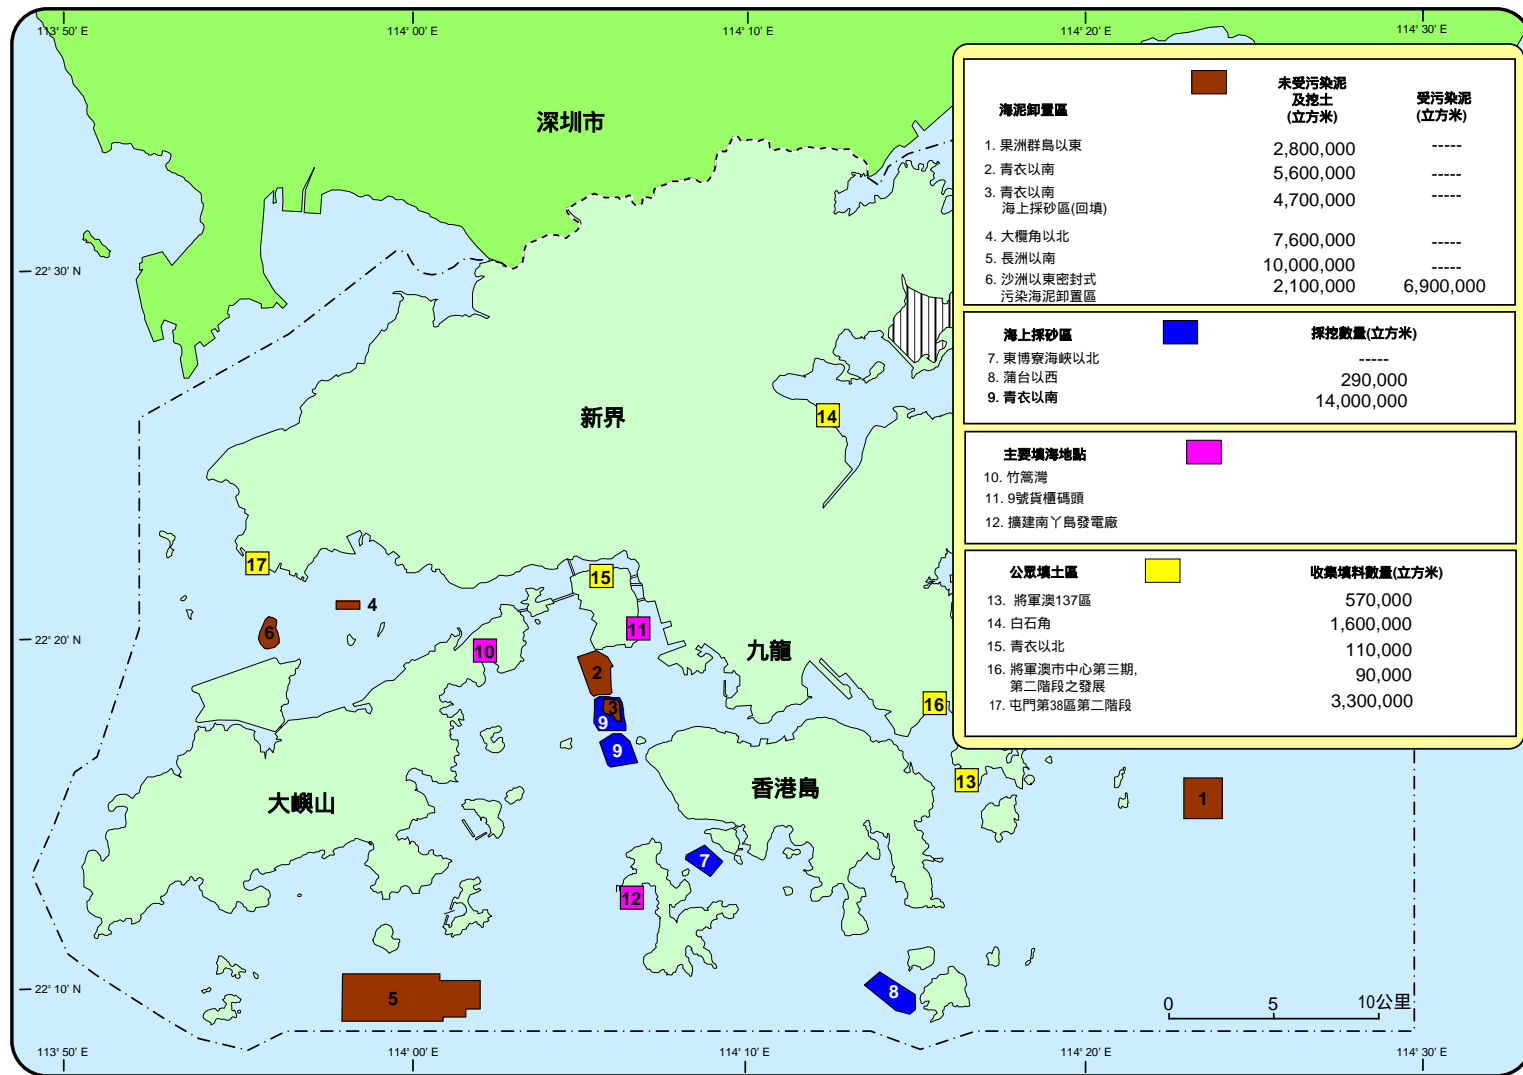 113° 50' E
114° 00' E
114° 10' E
114° 20' E
114° 30' E
深圳市
22° 30' N
新界
14
17
15
4
6
22° 20' N
11
10
九龍
2
3
9
16
9
大嶼山
香港島
13
1
7
12
5
8
22° 10' N
0 5 10公里
113° 50' E
114° 00' E
114° 10' E
114° 20' E
114° 30' E
海泥卸置區
未受污染泥
及挖土
(立方米)
受污染泥
(立方米)
1. 果洲群島以東 2,800,000 -----
2. 青衣以南 5,600,000 -----
3. 青衣以南
海上採砂區(回填) 4,700,000 -----
4. 大欖角以北 7,600,000 -----
5. 長洲以南 10,000,000 -----
6. 沙洲以東密封式
污染海泥卸置區 2,100,000 6,900,000
海上採砂區 採挖數量(立方米)
7. 東博寮海峽以北 -----
8. 蒲台以西 290,000
9. 青衣以南 14,000,000
主要填海地點
10. 竹篙灣
11. 9號貨櫃碼頭
12. 擴建南丫島發電廠
公眾填土區 收集填料數量(立方米)
13. 將軍澳137區 570,000
14. 白石角 1,600,000
15. 青衣以北 110,000
16. 將軍澳市中心第三期,
第二階段之發展 90,000
17. 屯門第38區第二階段 3,300,000